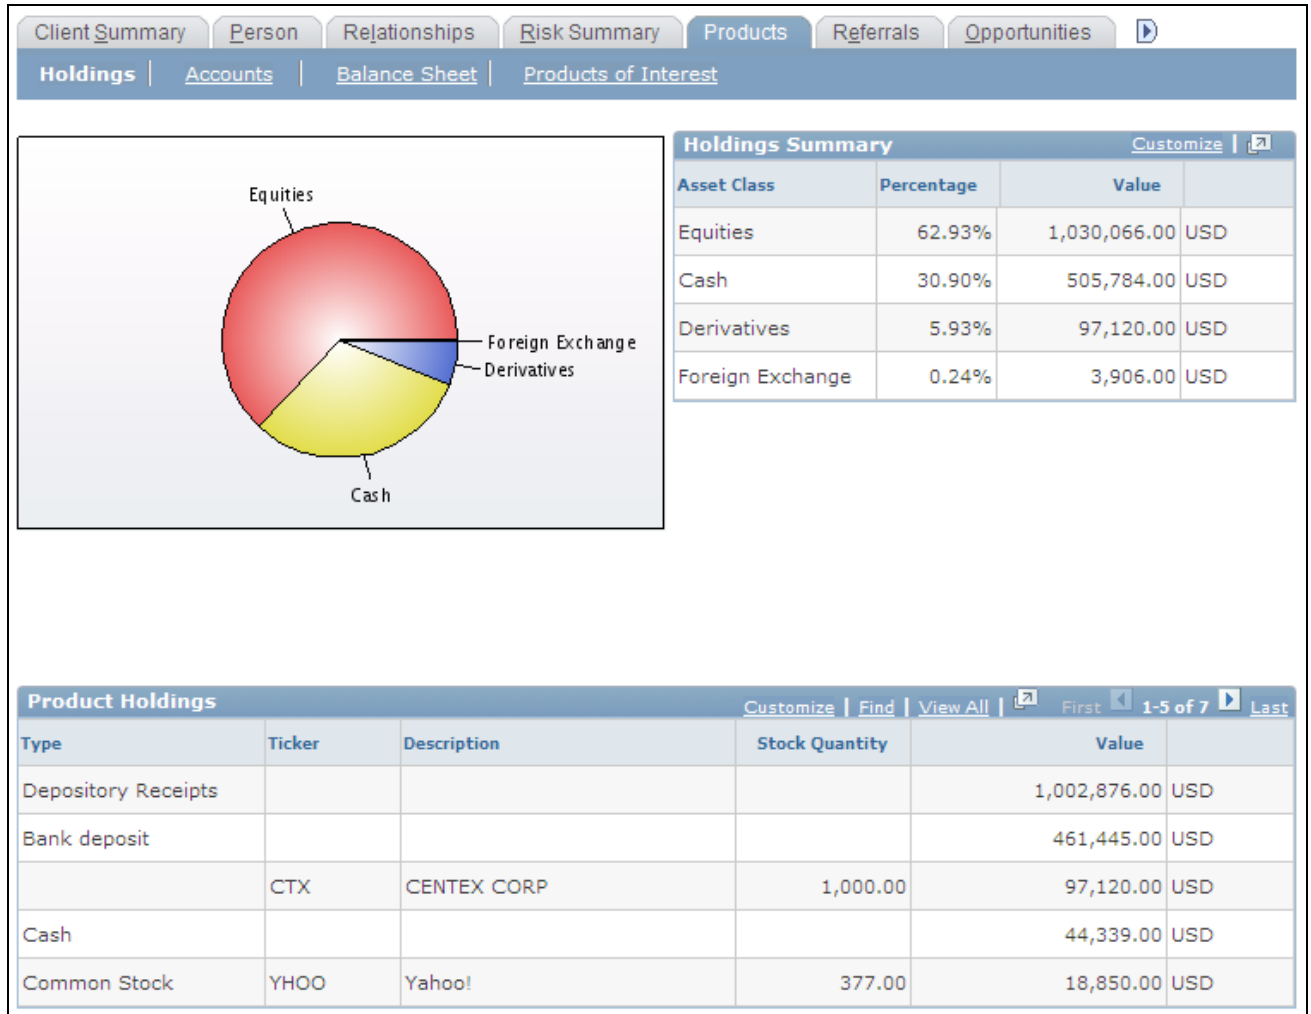 Client Summary Person Relationships Risk Summary Products Referrals Opportunities
Holdings Accounts Balance Sheet Products of Interest
Equities
Foreign Exchange
Derivatives
Cash
Holdings Summary Customize
Asset Class Percentage Value
Equities 62.93% 1,030,066.00 USD
Cash 30.90% 505,784.00 USD
Derivatives 5.93% 97,120.00 USD
Foreign Exchange 0.24% 3,906.00 USD
Product Holdings Customize | Find | View All | First 1-5 of 7 Last
Type Ticker Description Stock Quantity Value
Depository Receipts 1,002,876.00 USD
Bank deposit 461,445.00 USD
CTX CENTEX CORP 1,000.00 97,120.00 USD
Cash 44,339.00 USD
Common Stock YHOO Yahoo! 377.00 18,850.00 USD